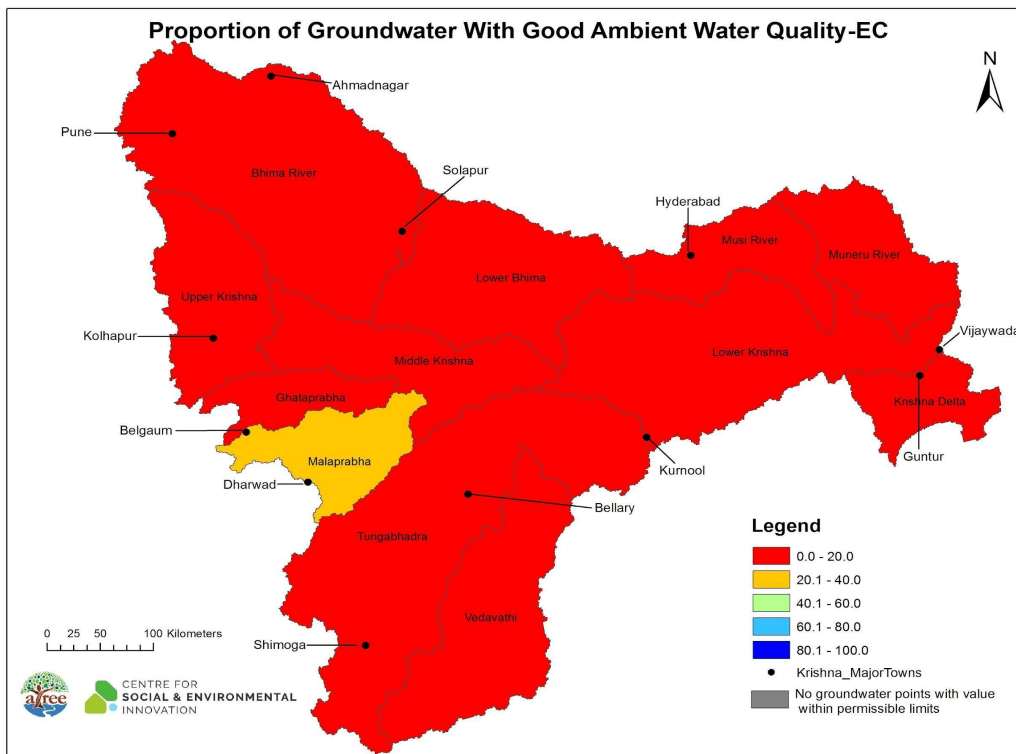 Proportion of Groundwater With Good Ambient Water Quality-EC
N
Ahmadnagar
Pune
Bhima River
Solapur
Hyderabad
Musi River
Muneru River
Lower Bhima
Upper Krishna
Kolhapur
Vijaywada
Lower Krishna
Middle Krishna
Ghataprabha
Krishna Delta
Belgaum
Malaprabha
Guntur
Kurnool
Dharwad
Bellary
Tungabhadra
Vedavathi
Shimoga
Legend
0.0 - 20.0
20.1 - 40.0
40.1 - 60.0
60.1 - 80.0
80.1 - 100.0
Krishna_MajorTowns
No groundwater points with value
within permissible limits
0 25 50 100 Kilometers
atree
CENTRE FOR
SOCIAL & ENVIRONMENTAL
INNOVATION